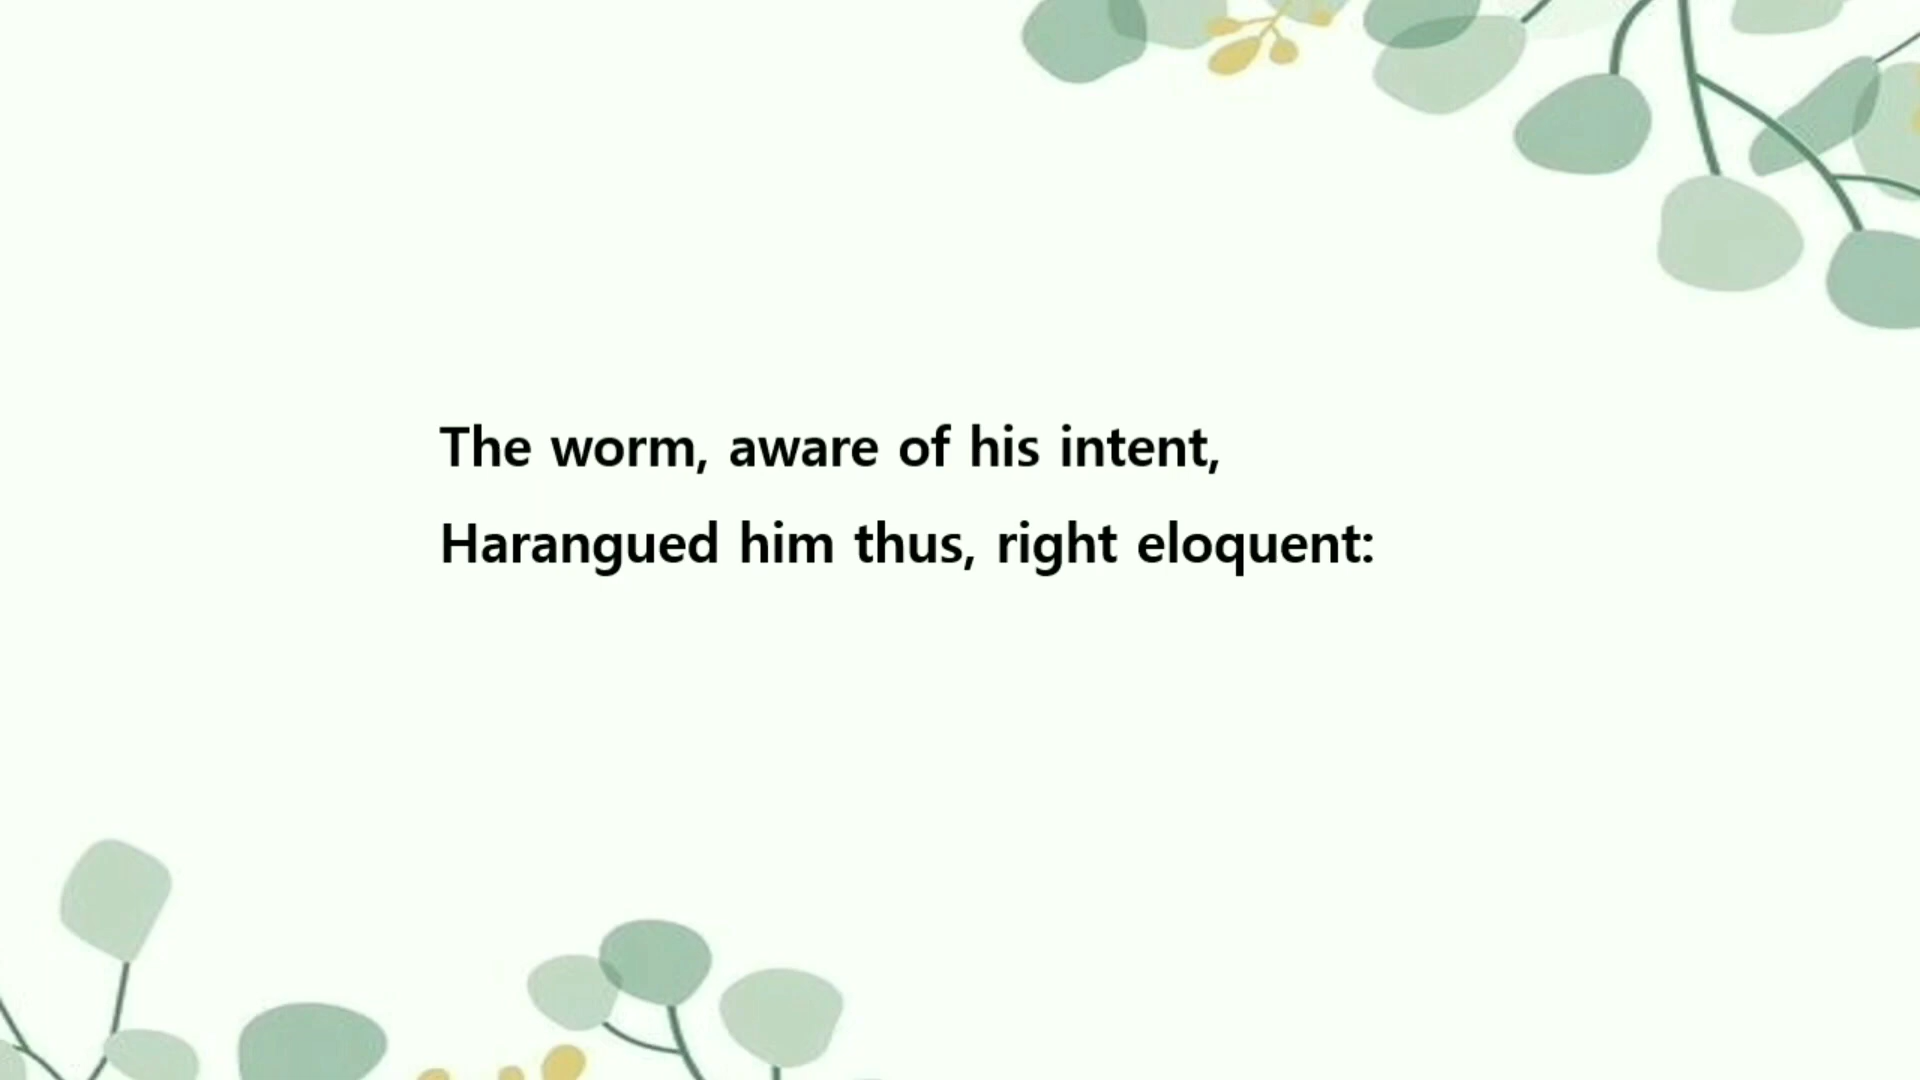 The worm, aware of his intent,
Harangued him thus, right eloquent: